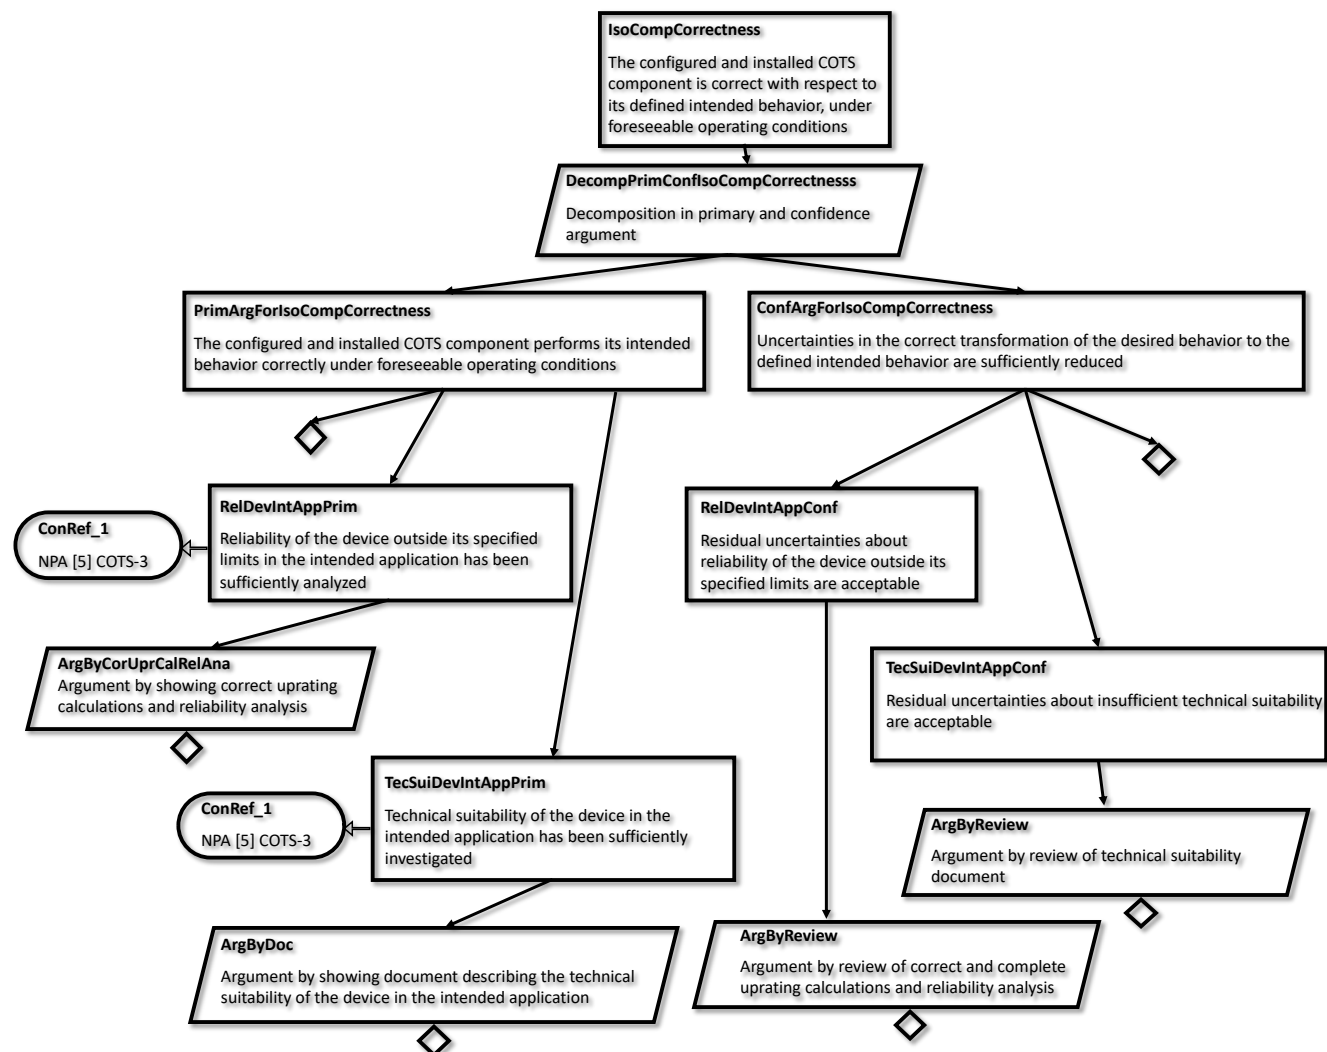 IsoCompCorrectness
The configured and installed COTS
component is correct with respect to
its defined intended behavior, under
foreseeable operating conditions
DecompPrimConfIsoCompCorrectnesss
Decomposition in primary and confidence
argument
PrimArgForIsoCompCorrectness
The configured and installed COTS component performs its intended
behavior correctly under foreseeable operating conditions
ConfArgForIsoCompCorrectness
Uncertainties in the correct transformation of the desired behavior to the
defined intended behavior are sufficiently reduced
RelDevIntAppPrim
Reliability of the device outside its specified
limits in the intended application has been
sufficiently analyzed
ConRef_1
NPA [5] COTS-3
RelDevIntAppConf
Residual uncertainties about
reliability of the device outside its
specified limits are acceptable
ArgByCorUprCalRelAna
Argument by showing correct uprating
calculations and reliability analysis
TecSuiDevIntAppConf
Residual uncertainties about insufficient technical suitability
are acceptable
TecSuiDevIntAppPrim
Technical suitability of the device in the
intended application has been sufficiently
investigated
ConRef_1
NPA [5] COTS-3
ArgByReview
Argument by review of technical suitability
document
ArgByDoc
Argument by showing document describing the technical
suitability of the device in the intended application
ArgByReview
Argument by review of correct and complete
uprating calculations and reliability analysis